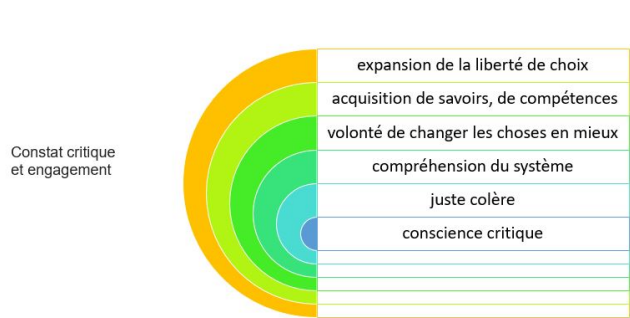 Constat critique
et engagement
expansion de la liberté de choix
acquisition de savoirs, de compétences
volonté de changer les choses en mieux
compréhension du système
juste colère
conscience critique